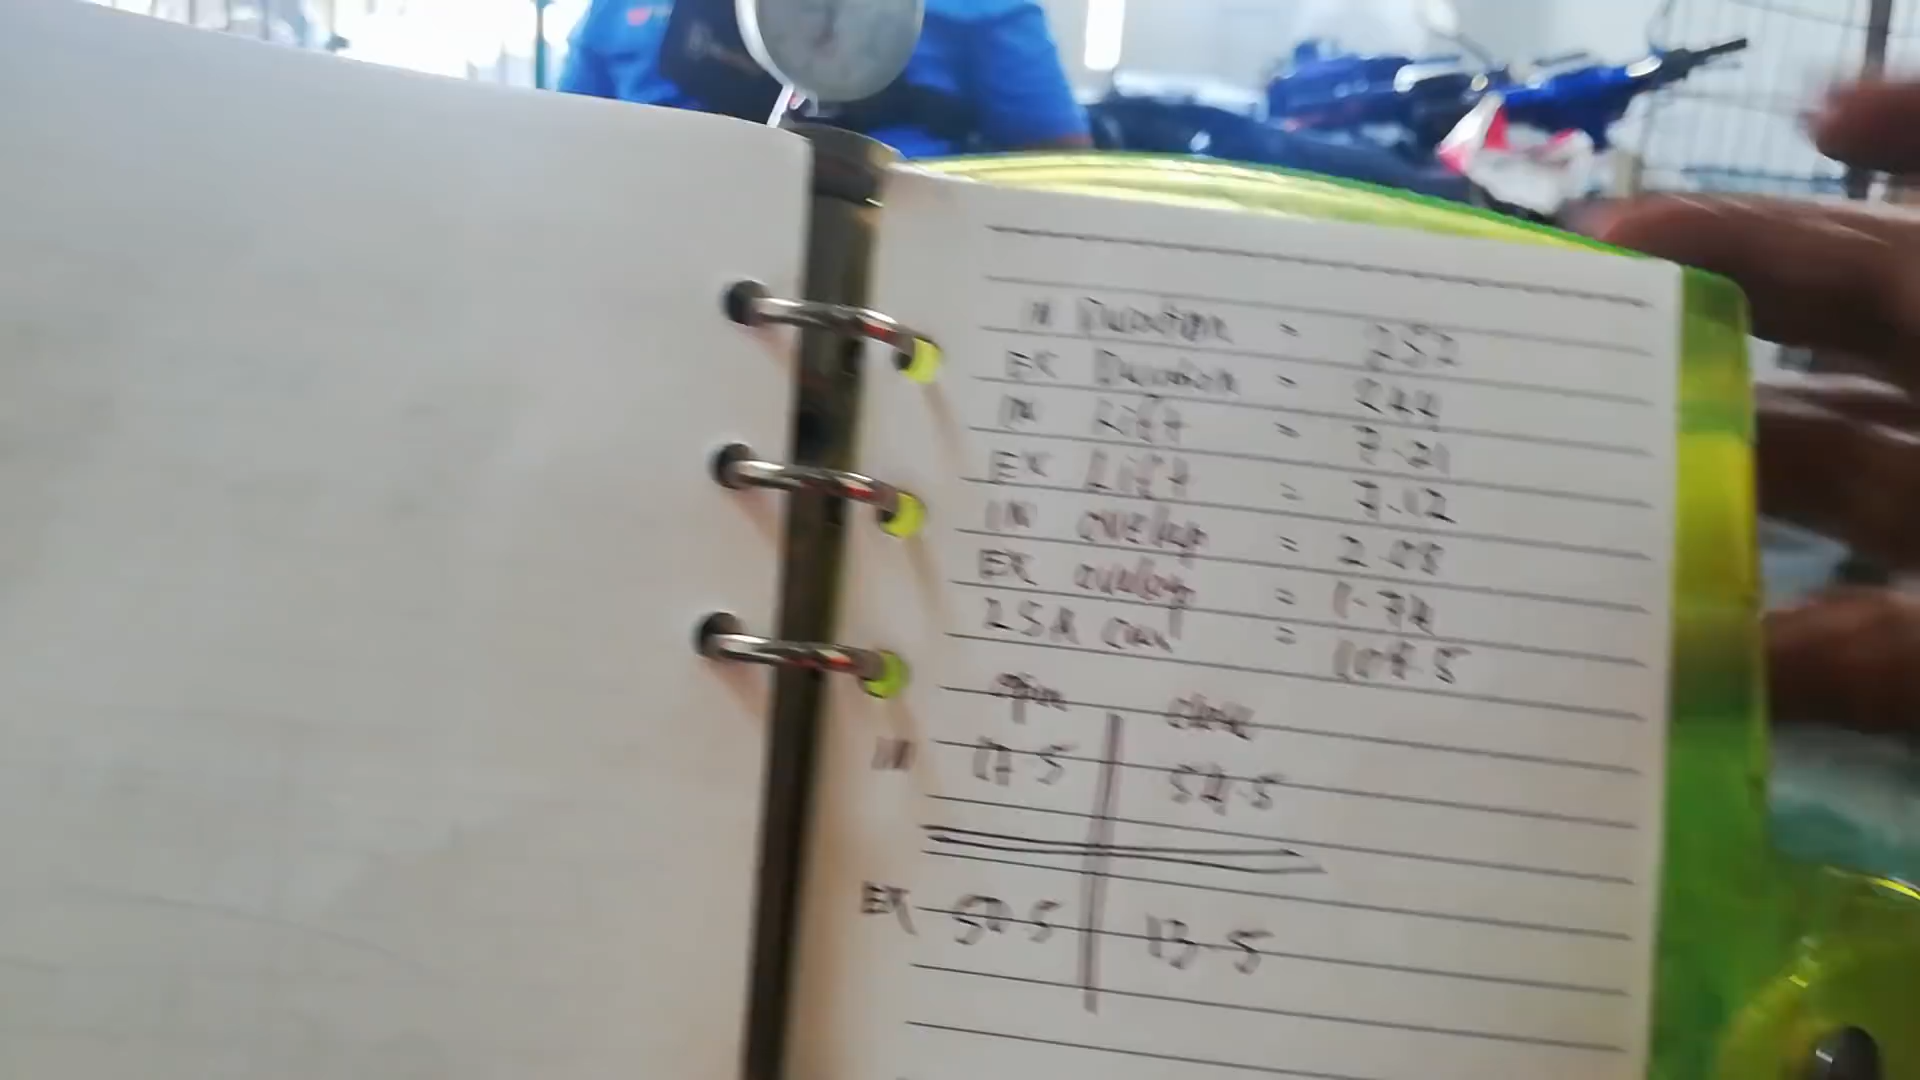 IN Duration = 252
EX Duration = 244
IN Lift = 7.21
EX Lift = 7.12
IN overlap = 2.08
EX overlap = 1.74
LSA Cam = 108.5
open close
IN 17.5 54.5
EX 50.5 13.5